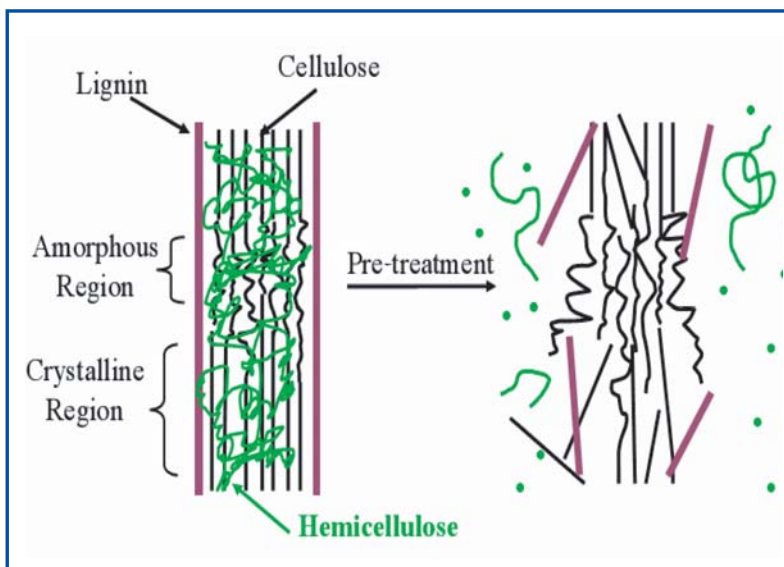 Cellulose
Lignin
Amorphous
Region
Pre-treatment
Crystalline
Region
Hemicellulose